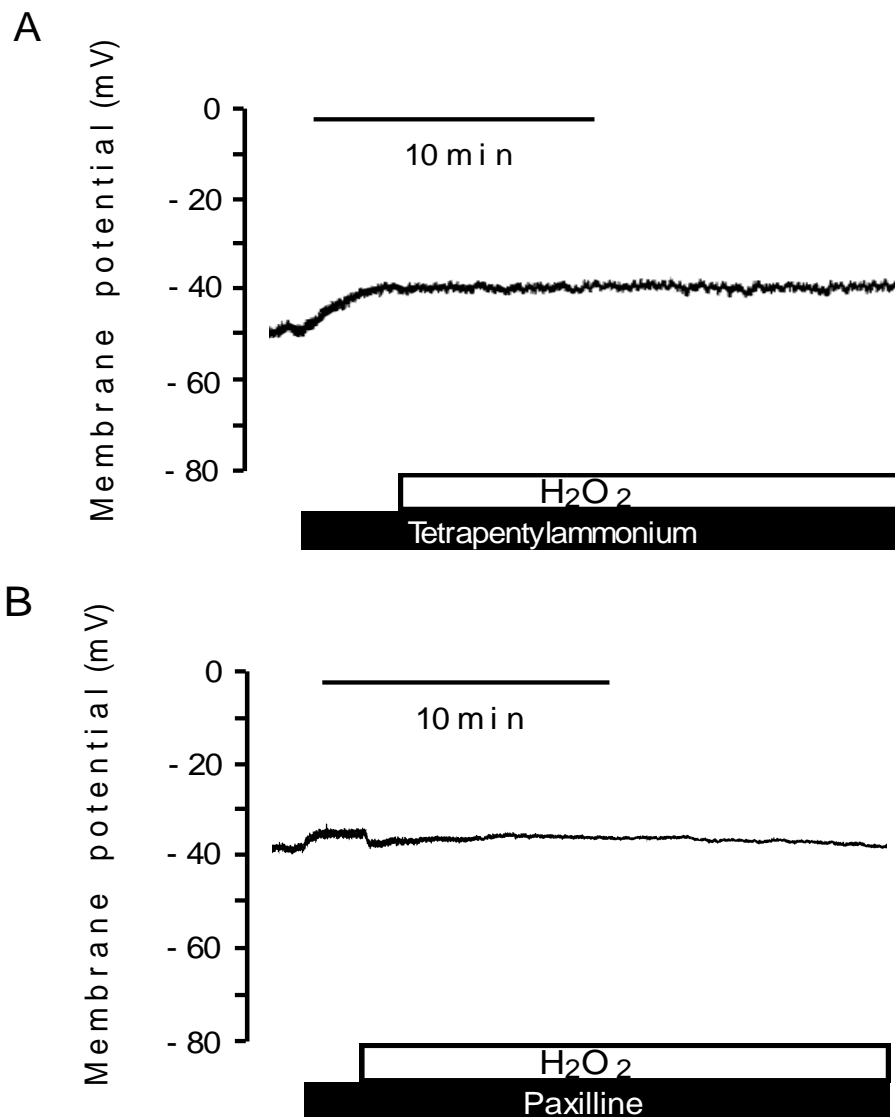 A
Membrane potential (mV)
0
- 20
- 40
- 60
- 80
10 min
H₂O₂
Tetrapentylammonium
B
Membrane potential (mV)
0
- 20
- 40
- 60
- 80
10 min
H₂O₂
Paxilline